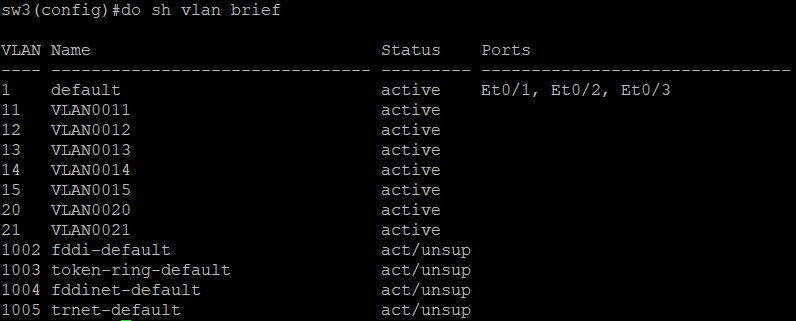 sw3(config)#do sh vlan brief
VLAN Name                             Status    Ports
---- -------------------------------- --------- -------------------------------
1    default                          active    Et0/1, Et0/2, Et0/3
11   VLAN0011                         active
12   VLAN0012                         active
13   VLAN0013                         active
14   VLAN0014                         active
15   VLAN0015                         active
20   VLAN0020                         active
21   VLAN0021                         active
1002 fddi-default                     act/unsup
1003 token-ring-default               act/unsup
1004 fddinet-default                  act/unsup
1005 trnet-default                    act/unsup